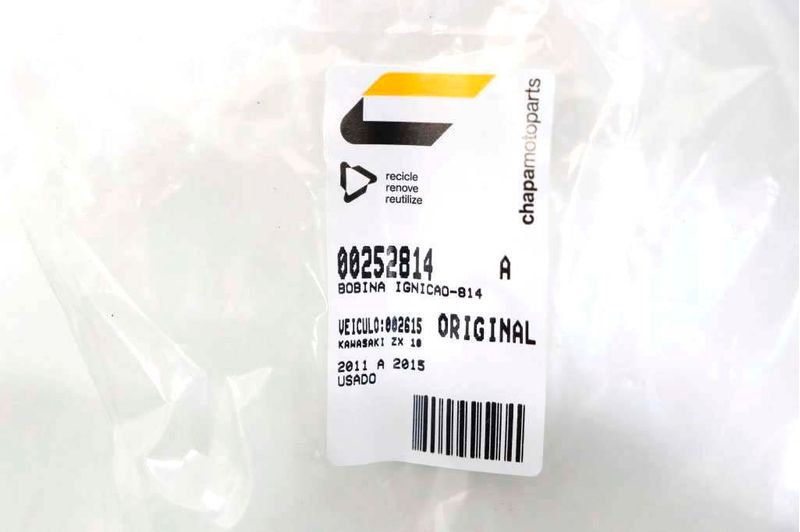 chapamotoparts
recicle
renove
reutilize
00252814 A
BOBINA IGNICAO-814
VEICULO:002615 ORIGINAL
KAWASAKI ZX 10
2011 A 2015
USADO